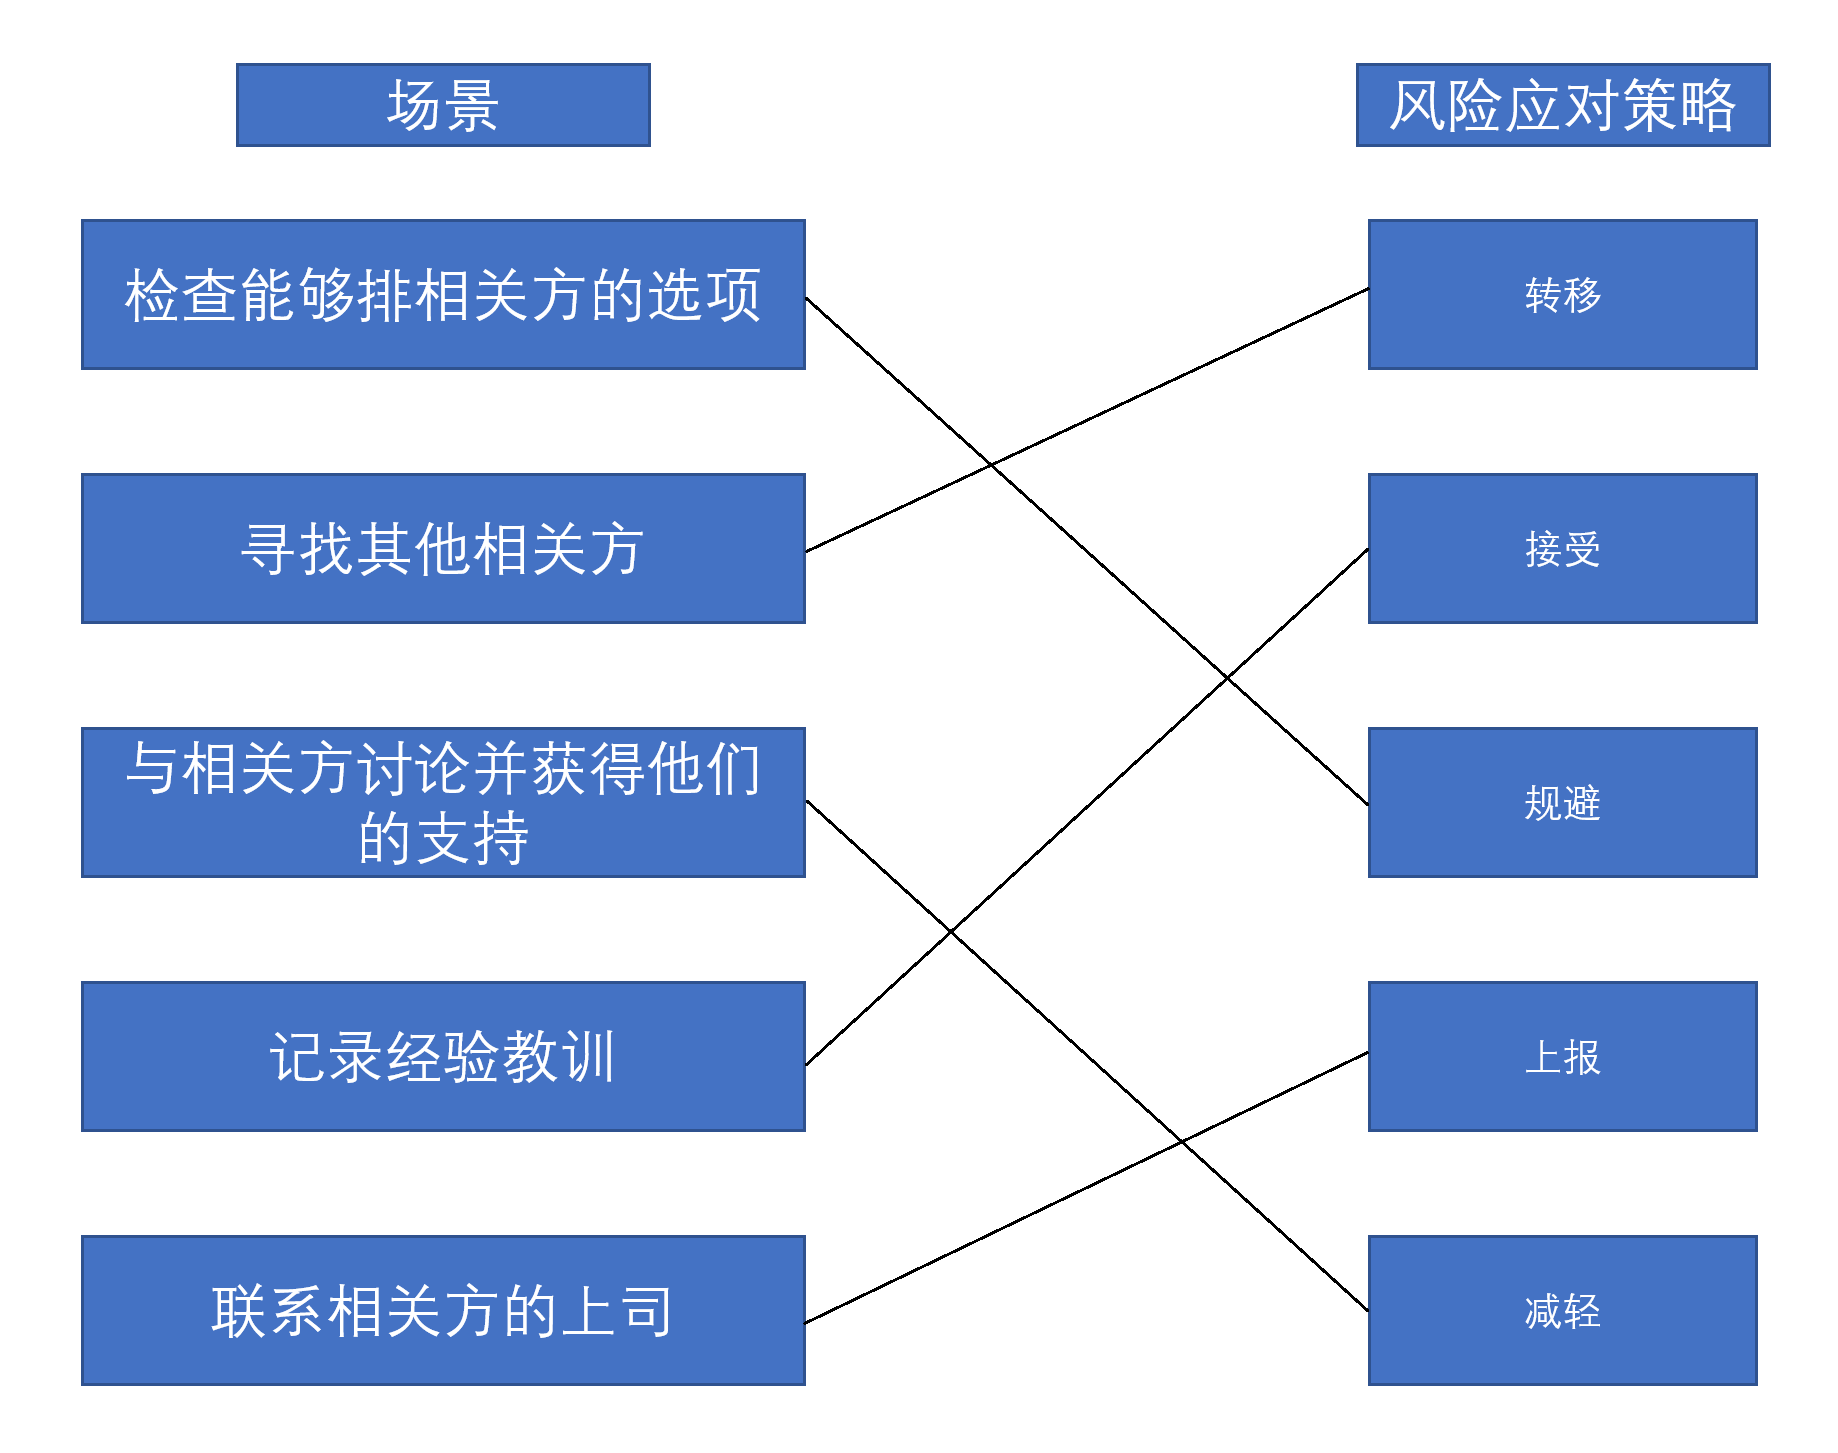 场景
风险应对策略
检查能够排相关方的选项
转移
寻找其他相关方
接受
与相关方讨论并获得他们
的支持
规避
记录经验教训
上报
联系相关方的上司
减轻